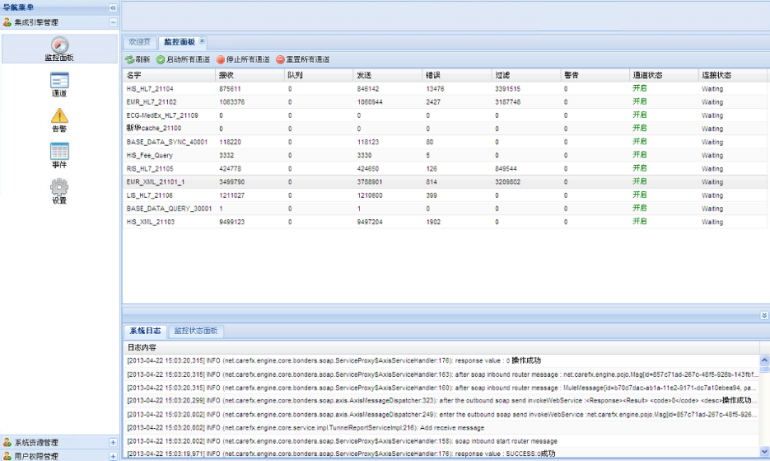 导航菜单
集成引擎管理
监控面板
通道
告警
事件
设置
系统资源管理
用户权限管理
欢迎页 监控面板
刷新 启动所有通道 停止所有通道 重置所有通道
名字 接收 队列 发送 错误 过滤 警告 通道状态 连接状态
HIS_HL7_21104 875611 0 846142 13476 3391515 0 开启 Waiting
EMR_HL7_21102 1083376 0 1080944 2427 3187748 0 开启 Waiting
ECG-MedEx_HL7_21109 0 0 0 0 0 0 开启 Waiting
新华cache_21100 0 0 0 0 0 0 开启 Waiting
BASE_DATA_SYNC_40001 118220 0 118123 80 0 0 开启 Waiting
HIS_Fee_Query 3332 0 3330 5 0 0 开启 Waiting
RIS_HL7_21105 424778 0 424650 126 849544 0 开启 Waiting
EMR_XML_21101_1 3499790 0 3788901 814 3209802 0 开启 Waiting
LIS_HL7_21106 1211027 0 1210600 399 0 0 开启 Waiting
BASE_DATA_QUERY_30001 1 0 1 0 0 0 开启 Waiting
HIS_XML_21103 9499123 0 9497204 1902 0 0 开启 Waiting
系统日志 监控状态面板
日志内容
[2013-04-22 15:03:20,315] INFO (net.carefx.engine.core.bonders.soap.ServiceProxy$AxisServiceHandler:176): response value : 0 操作成功
[2013-04-22 15:03:20,315] INFO (net.carefx.engine.core.bonders.soap.ServiceProxy$AxisServiceHandler:163): after soap inbound router message : net.carefx.engine.pojo.Msg[id=857c71ad-267c-48f5-926b-143fbf...
[2013-04-22 15:03:20,315] INFO (net.carefx.engine.core.bonders.soap.ServiceProxy$AxisServiceHandler:160): after soap inbound router message : MuleMessage{id=b70d7dac-ab1a-11e2-9171-dc7a10ebea94, pa...
[2013-04-22 15:03:20,299] INFO (net.carefx.engine.core.bonders.soap.axis.AxisMessageDispatcher:323): after the outbound soap send invokeWebService :<Response><Result> <code>0</code> <desc>操作成功...
[2013-04-22 15:03:20,002] INFO (net.carefx.engine.core.bonders.soap.axis.AxisMessageDispatcher:249): enter the outbound soap send invokeWebService :net.carefx.engine.pojo.Msg[id=857c71ad-267c-48f5-926...
[2013-04-22 15:03:20,002] INFO (net.carefx.engine.core.service.impl.TunnelReportServiceImpl:216): Add receive message
[2013-04-22 15:03:20,002] INFO (net.carefx.engine.core.bonders.soap.ServiceProxy$AxisServiceHandler:158): soap inbound start router message
[2013-04-22 15:03:19,971] INFO (net.carefx.engine.core.bonders.soap.ServiceProxy$AxisServiceHandler:176): response value : SUCCESS:0成功